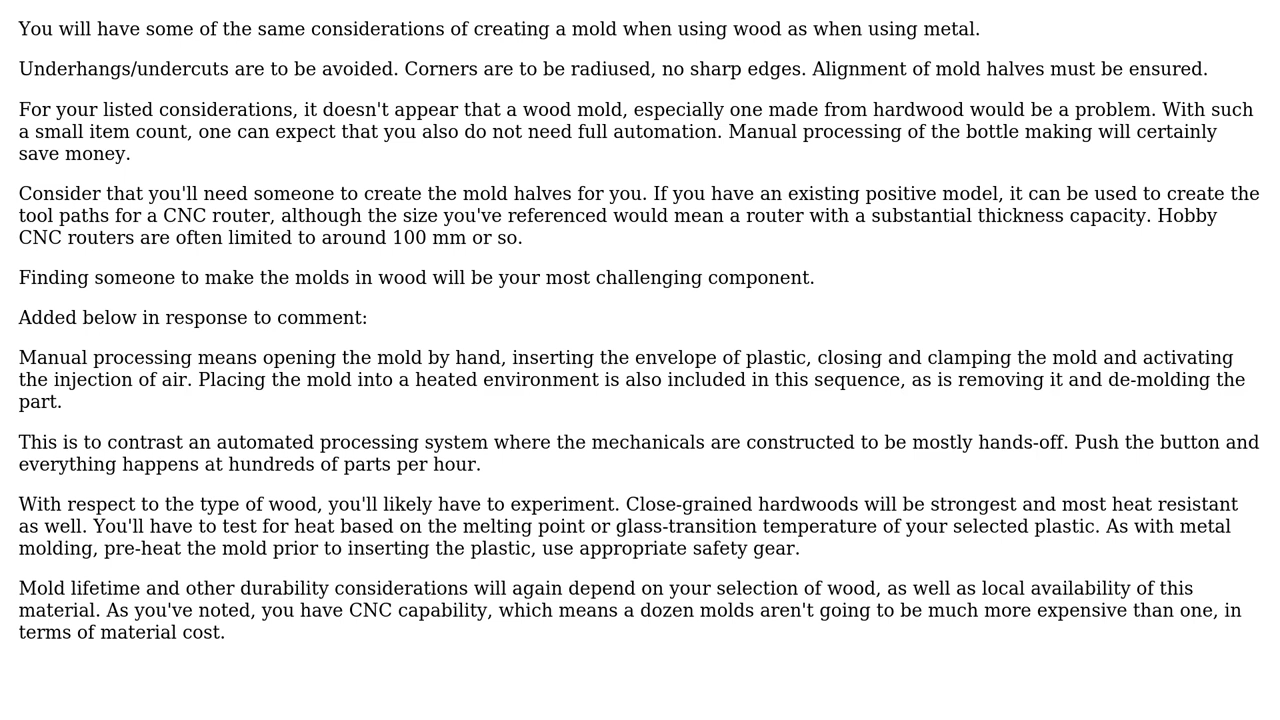 You will have some of the same considerations of creating a mold when using wood as when using metal.
Underhangs/undercuts are to be avoided. Corners are to be radiused, no sharp edges. Alignment of mold halves must be ensured.
For your listed considerations, it doesn't appear that a wood mold, especially one made from hardwood would be a problem. With such
a small item count, one can expect that you also do not need full automation. Manual processing of the bottle making will certainly
save money.
Consider that you'll need someone to create the mold halves for you. If you have an existing positive model, it can be used to create the
tool paths for a CNC router, although the size you've referenced would mean a router with a substantial thickness capacity. Hobby
CNC routers are often limited to around 100 mm or so.
Finding someone to make the molds in wood will be your most challenging component.
Added below in response to comment:
Manual processing means opening the mold by hand, inserting the envelope of plastic, closing and clamping the mold and activating
the injection of air. Placing the mold into a heated environment is also included in this sequence, as is removing it and de-molding the
part.
This is to contrast an automated processing system where the mechanicals are constructed to be mostly hands-off. Push the button and
everything happens at hundreds of parts per hour.
With respect to the type of wood, you'll likely have to experiment. Close-grained hardwoods will be strongest and most heat resistant
as well. You'll have to test for heat based on the melting point or glass-transition temperature of your selected plastic. As with metal
molding, pre-heat the mold prior to inserting the plastic, use appropriate safety gear.
Mold lifetime and other durability considerations will again depend on your selection of wood, as well as local availability of this
material. As you've noted, you have CNC capability, which means a dozen molds aren't going to be much more expensive than one, in
terms of material cost.